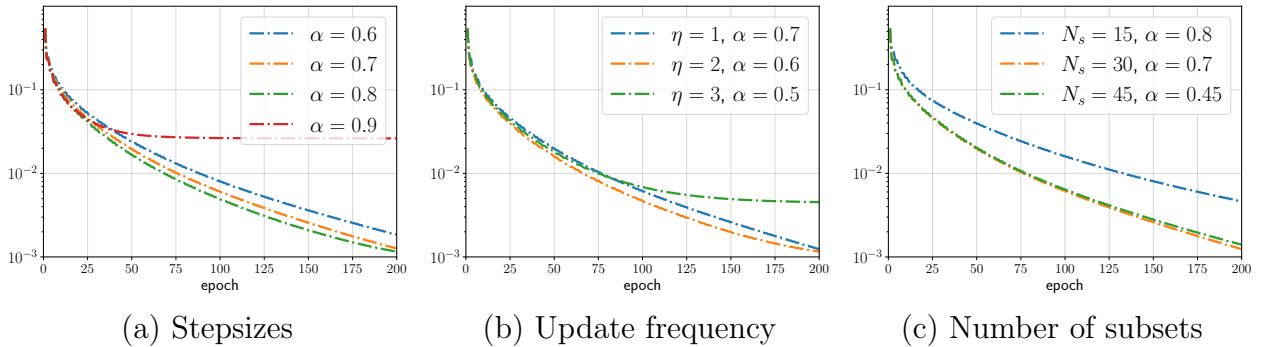 10⁻¹
10⁻²
10⁻³
0 25 50 75 100 125 150 175 200
epoch
α = 0.6
α = 0.7
α = 0.8
α = 0.9
(a) Stepsizes
10⁻¹
10⁻²
10⁻³
0 25 50 75 100 125 150 175 200
epoch
η = 1, α = 0.7
η = 2, α = 0.6
η = 3, α = 0.5
(b) Update frequency
10⁻¹
10⁻²
10⁻³
0 25 50 75 100 125 150 175 200
epoch
Nₛ = 15, α = 0.8
Nₛ = 30, α = 0.7
Nₛ = 45, α = 0.45
(c) Number of subsets